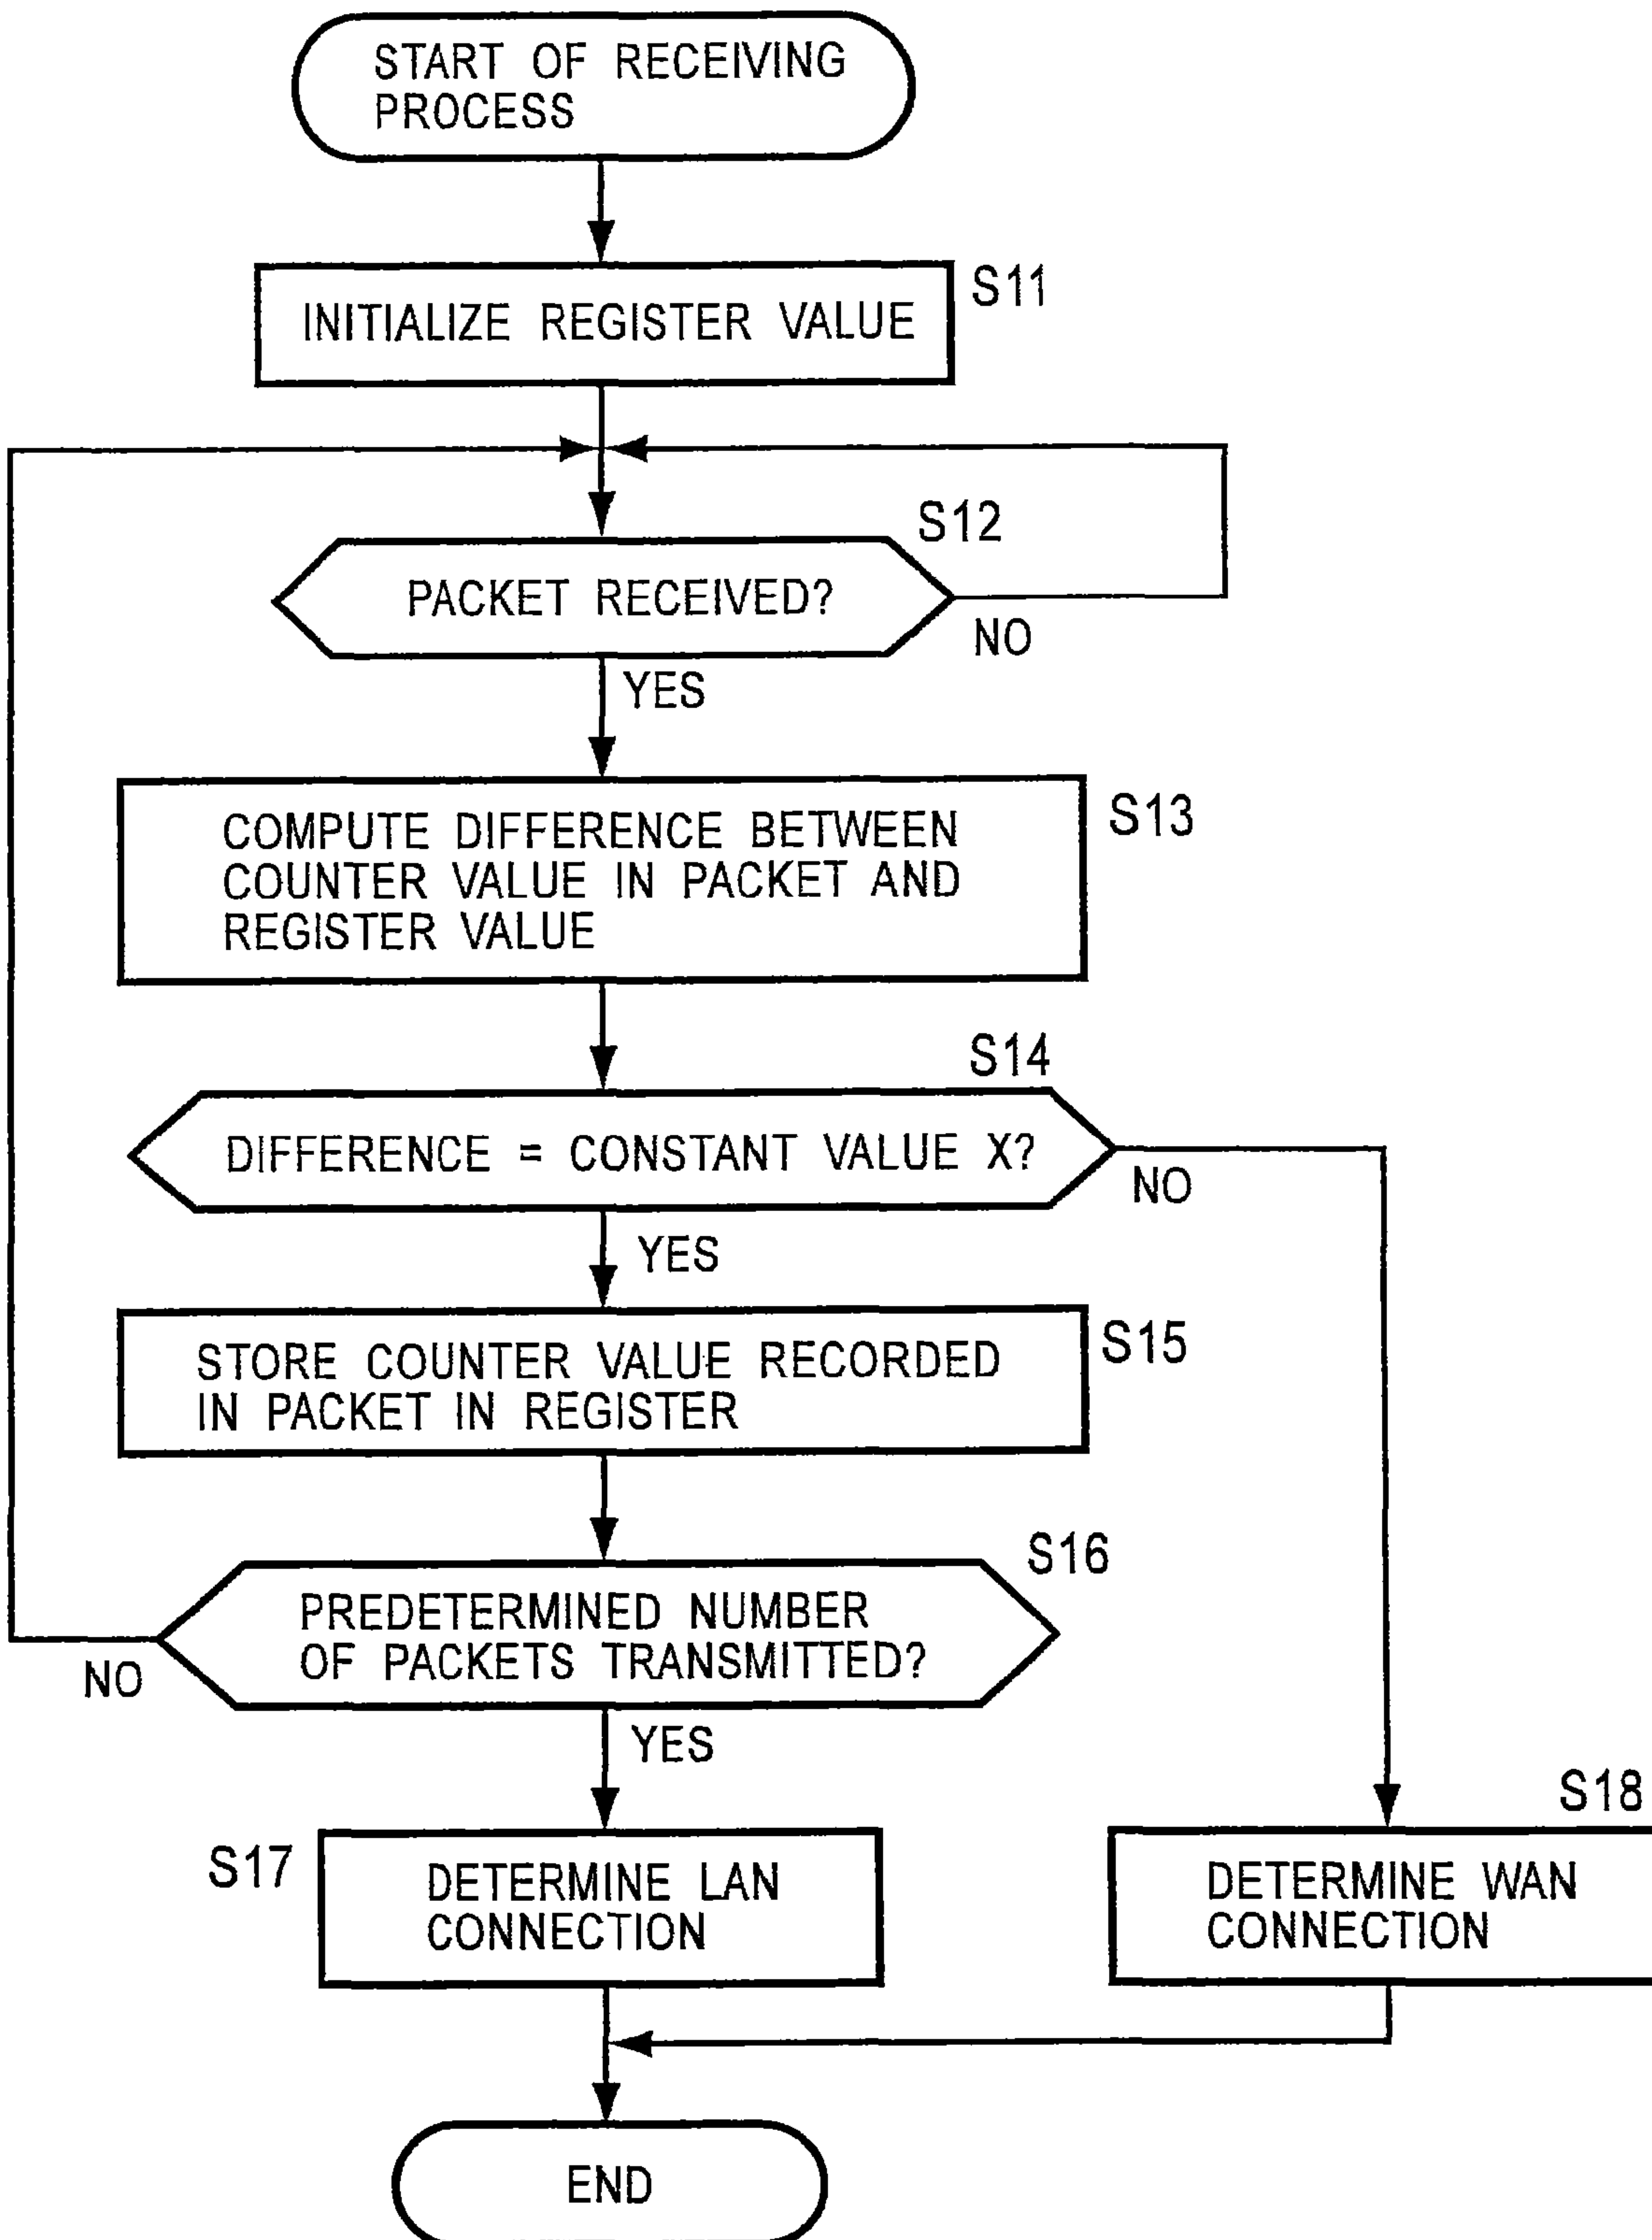 START OF RECEIVING
PROCESS
S11
INITIALIZE REGISTER VALUE
S12
PACKET RECEIVED?
NO
YES
S13
COMPUTE DIFFERENCE BETWEEN
COUNTER VALUE IN PACKET AND
REGISTER VALUE
S14
DIFFERENCE = CONSTANT VALUE X?
NO
YES
S15
STORE COUNTER VALUE RECORDED
IN PACKET IN REGISTER
S16
PREDETERMINED NUMBER
OF PACKETS TRANSMITTED?
NO
YES
S17
DETERMINE LAN
CONNECTION
S18
DETERMINE WAN
CONNECTION
END